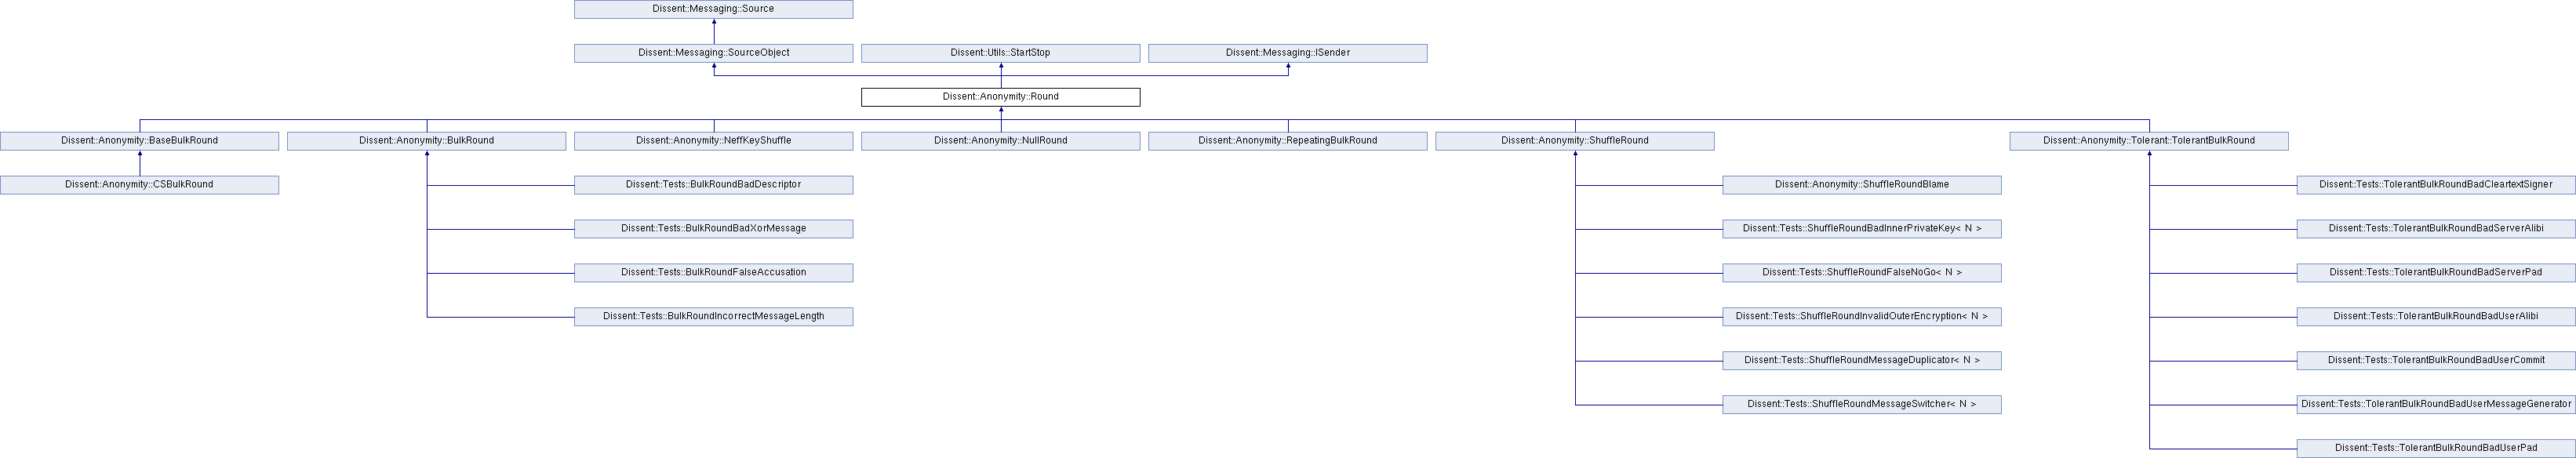 Dissent::Messaging::Source
Dissent::Messaging::SourceObject
Dissent::Utils::StartStop
Dissent::Messaging::ISender
Dissent::Anonymity::Round
Dissent::Anonymity::BaseBulkRound
Dissent::Anonymity::BulkRound
Dissent::Anonymity::NeffKeyShuffle
Dissent::Anonymity::NullRound
Dissent::Anonymity::RepeatingBulkRound
Dissent::Anonymity::ShuffleRound
Dissent::Anonymity::Tolerant::TolerantBulkRound
Dissent::Anonymity::CSBulkRound
Dissent::Tests::BulkRoundBadDescriptor
Dissent::Anonymity::ShuffleRoundBlame
Dissent::Tests::TolerantBulkRoundBadCleartextSigner
Dissent::Tests::BulkRoundBadXorMessage
Dissent::Tests::ShuffleRoundBadInnerPrivateKey< N >
Dissent::Tests::TolerantBulkRoundBadServerAlibi
Dissent::Tests::BulkRoundFalseAccusation
Dissent::Tests::ShuffleRoundFalseNoGo< N >
Dissent::Tests::TolerantBulkRoundBadServerPad
Dissent::Tests::BulkRoundIncorrectMessageLength
Dissent::Tests::ShuffleRoundInvalidOuterEncryption< N >
Dissent::Tests::TolerantBulkRoundBadUserAlibi
Dissent::Tests::ShuffleRoundMessageDuplicator< N >
Dissent::Tests::TolerantBulkRoundBadUserCommit
Dissent::Tests::ShuffleRoundMessageSwitcher< N >
Dissent::Tests::TolerantBulkRoundBadUserMessageGenerator
Dissent::Tests::TolerantBulkRoundBadUserPad